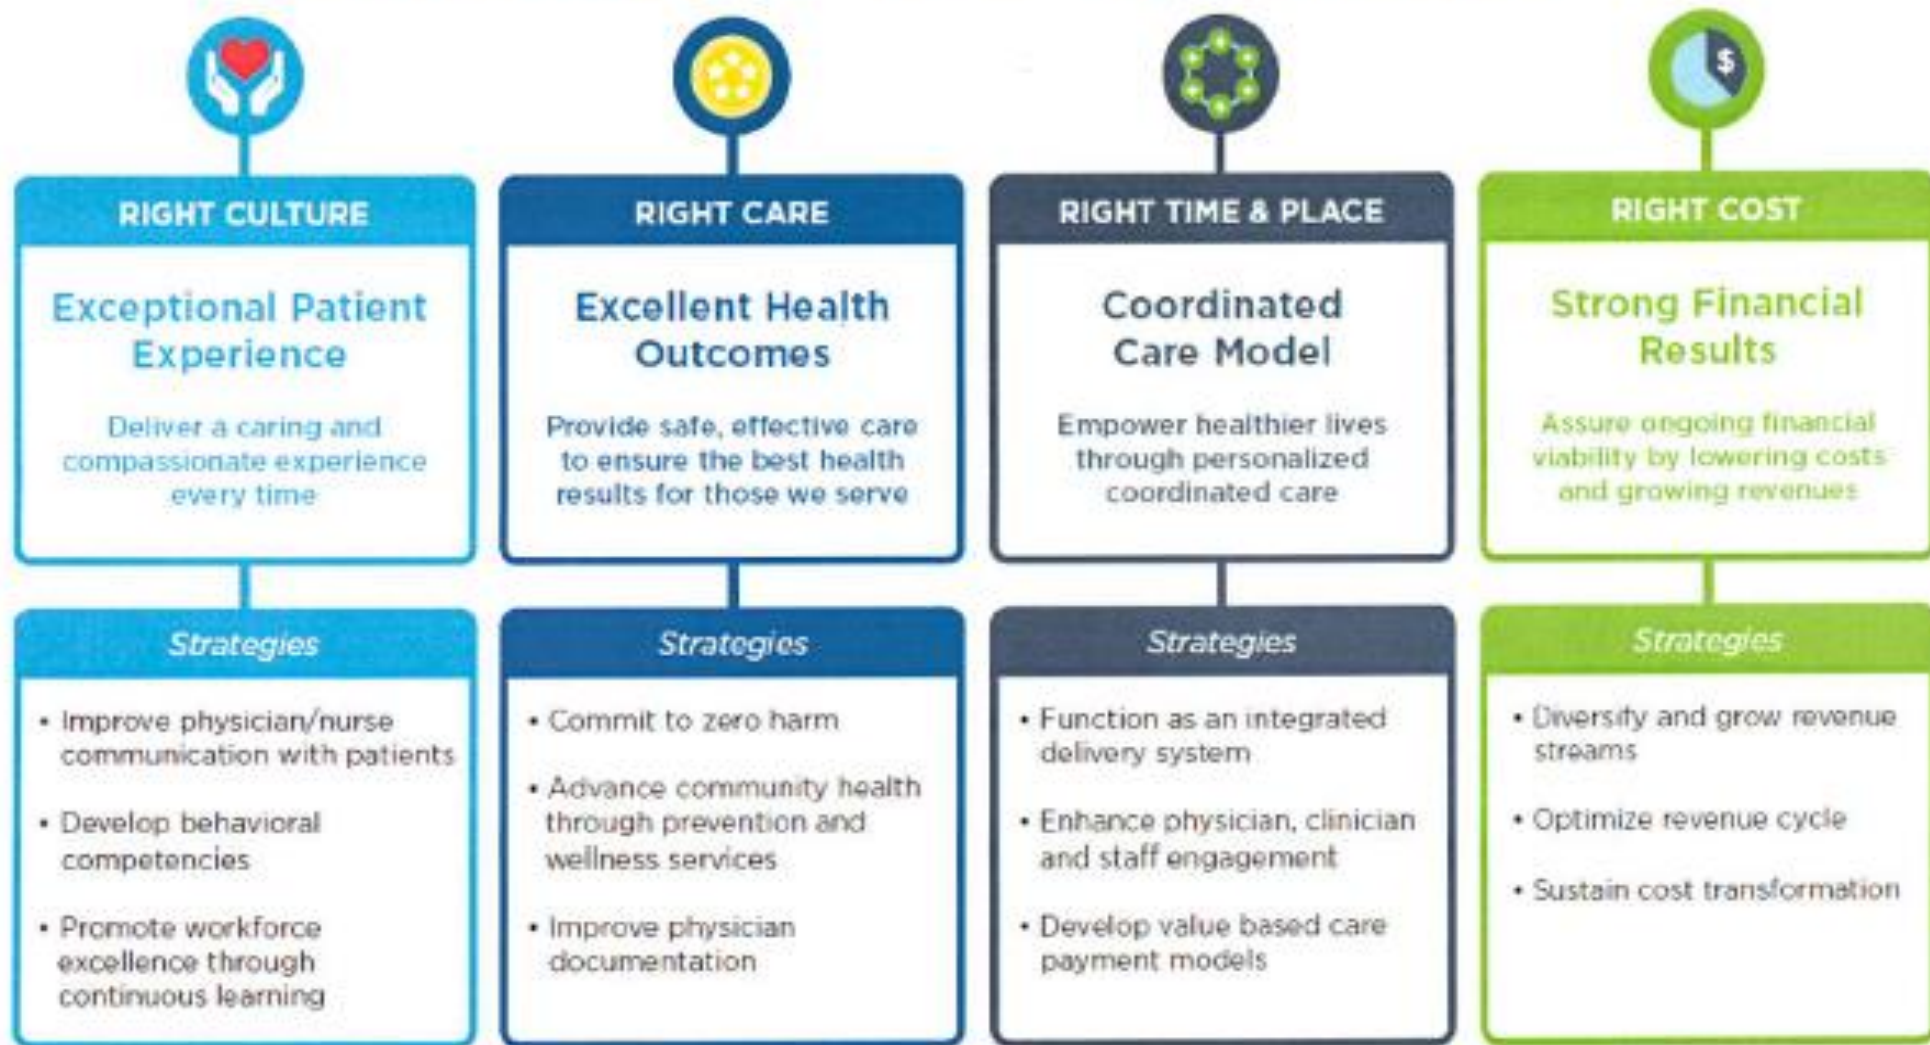 $
RIGHT CULTURE
Exceptional Patient
Experience
Deliver a caring and
compassionate experience
every time
Strategies
• Improve physician/nurse
communication with patients
• Develop behavioral
competencies
• Promote workforce
excellence through
continuous learning
RIGHT CARE
Excellent Health
Outcomes
Provide safe, effective care
to ensure the best health
results for those we serve
Strategies
• Commit to zero harm
• Advance community health
through prevention and
wellness services
• Improve physician
documentation
RIGHT TIME & PLACE
Coordinated
Care Model
Empower healthier lives
through personalized
coordinated care
Strategies
• Function as an integrated
delivery system
• Enhance physician, clinician
and staff engagement
• Develop value based care
payment models
RIGHT COST
Strong Financial
Results
Assure ongoing financial
viability by lowering costs
and growing revenues
Strategies
• Diversify and grow revenue
streams
• Optimize revenue cycle
• Sustain cost transformation